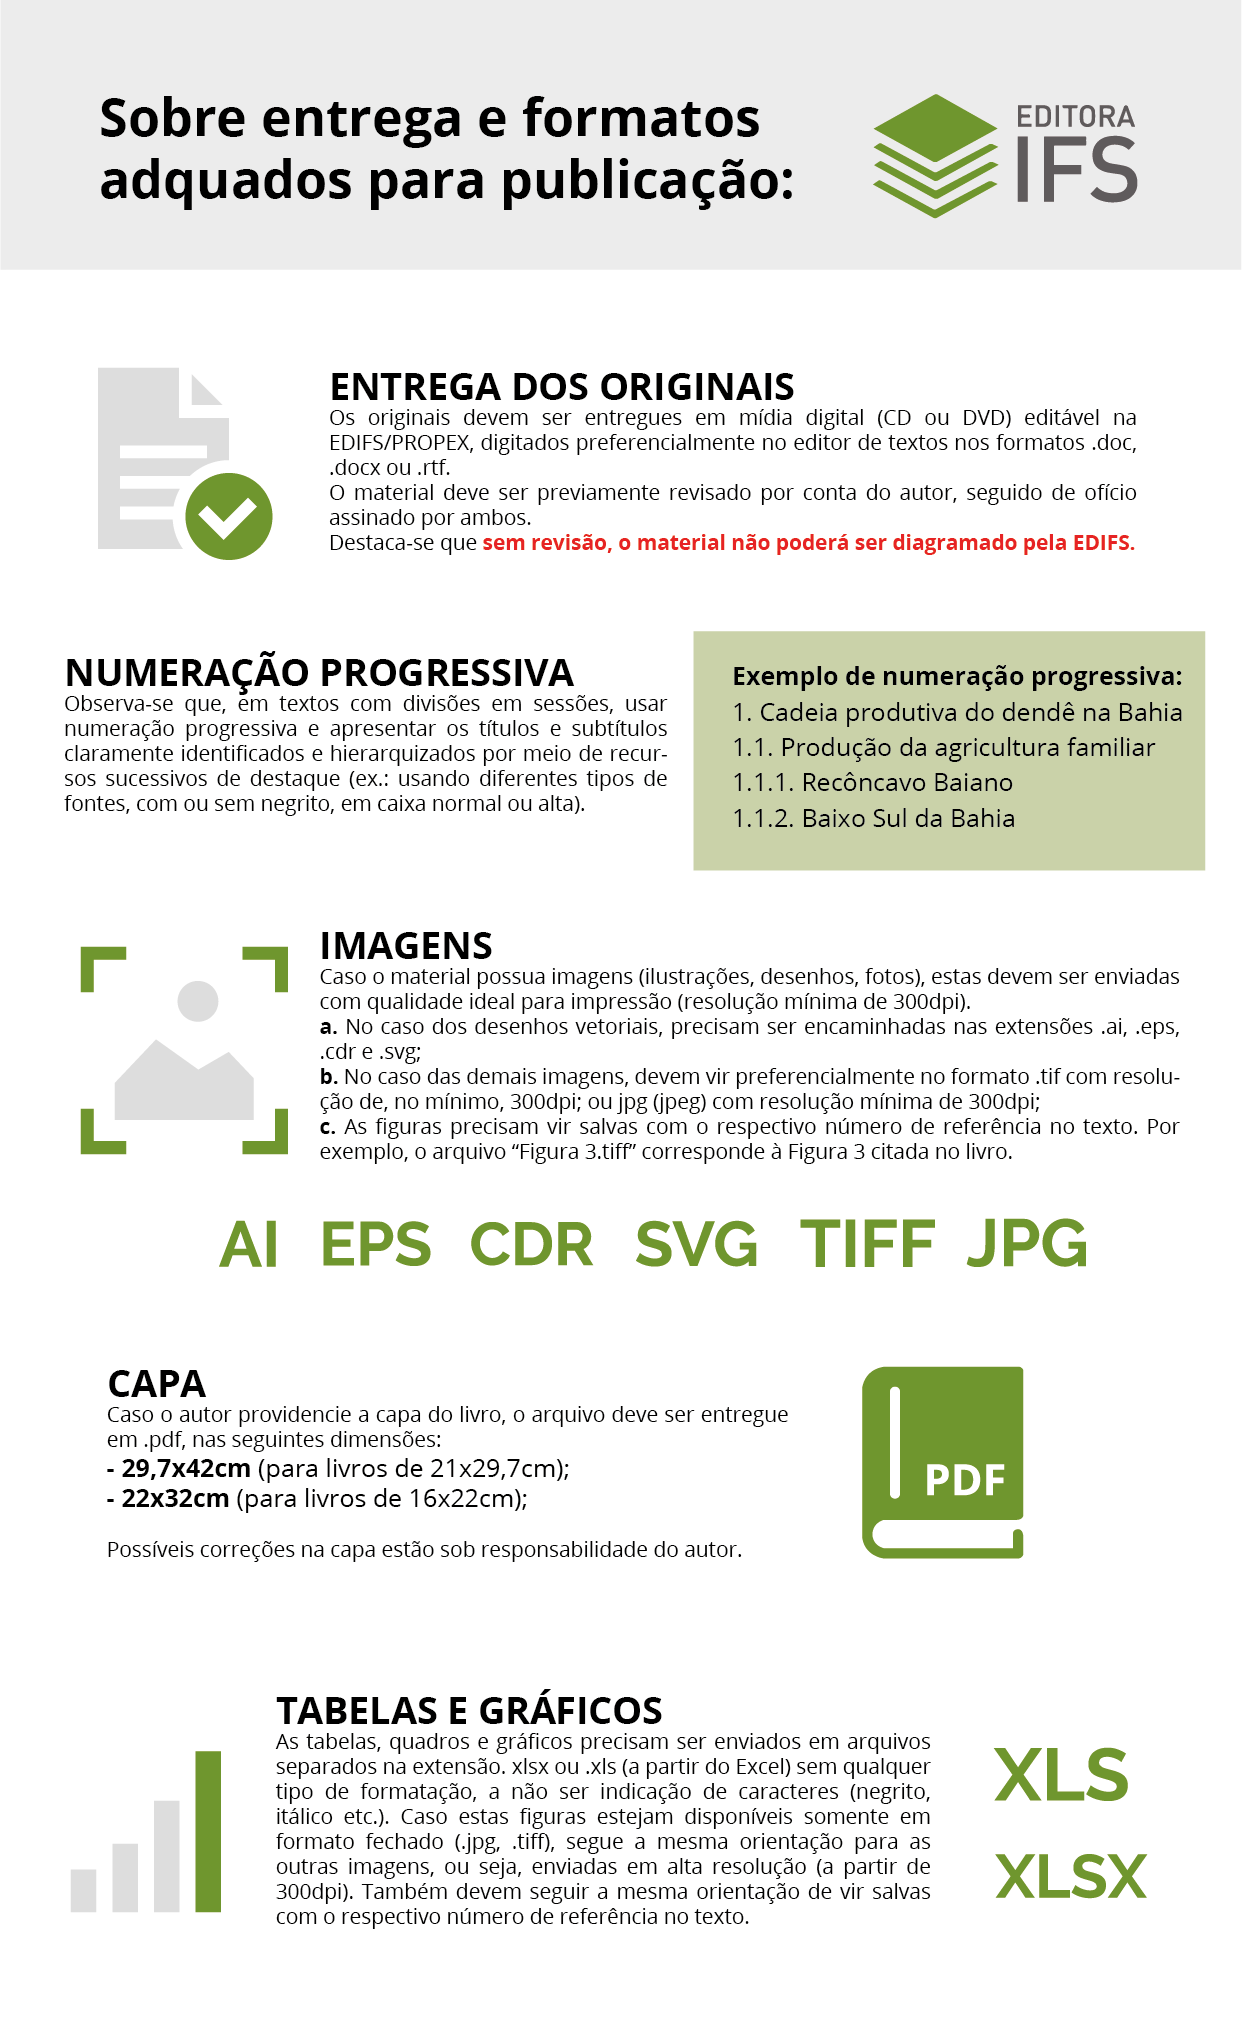 Sobre entrega e formatos
adquados para publicação:
EDITORA
IFS
ENTREGA DOS ORIGINAIS
Os originais devem ser entregues em mídia digital (CD ou DVD) editável na
EDIFS/PROPEX, digitados preferencialmente no editor de textos nos formatos .doc,
.docx ou .rtf.
O material deve ser previamente revisado por conta do autor, seguido de ofício
assinado por ambos.
Destaca-se que sem revisão, o material não poderá ser diagramado pela EDIFS.
NUMERAÇÃO PROGRESSIVA
Observa-se que, em textos com divisões em sessões, usar
numeração progressiva e apresentar os títulos e subtítulos
claramente identificados e hierarquizados por meio de recur-
sos sucessivos de destaque (ex.: usando diferentes tipos de
fontes, com ou sem negrito, em caixa normal ou alta).
Exemplo de numeração progressiva:
1. Cadeia produtiva do dendê na Bahia
1.1. Produção da agricultura familiar
1.1.1. Recôncavo Baiano
1.1.2. Baixo Sul da Bahia
IMAGENS
Caso o material possua imagens (ilustrações, desenhos, fotos), estas devem ser enviadas
com qualidade ideal para impressão (resolução mínima de 300dpi).
a. No caso dos desenhos vetoriais, precisam ser encaminhadas nas extensões .ai, .eps,
.cdr e .svg;
b. No caso das demais imagens, devem vir preferencialmente no formato .tif com resolu-
ção de, no mínimo, 300dpi; ou jpg (jpeg) com resolução mínima de 300dpi;
c. As figuras precisam vir salvas com o respectivo número de referência no texto. Por
exemplo, o arquivo “Figura 3.tiff” corresponde à Figura 3 citada no livro.
AI EPS CDR SVG TIFF JPG
CAPA
Caso o autor providencie a capa do livro, o arquivo deve ser entregue
em .pdf, nas seguintes dimensões:
- 29,7x42cm (para livros de 21x29,7cm);
- 22x32cm (para livros de 16x22cm);
Possíveis correções na capa estão sob responsabilidade do autor.
PDF
TABELAS E GRÁFICOS
As tabelas, quadros e gráficos precisam ser enviados em arquivos
separados na extensão. xlsx ou .xls (a partir do Excel) sem qualquer
tipo de formatação, a não ser indicação de caracteres (negrito,
itálico etc.). Caso estas figuras estejam disponíveis somente em
formato fechado (.jpg, .tiff), segue a mesma orientação para as
outras imagens, ou seja, enviadas em alta resolução (a partir de
300dpi). Também devem seguir a mesma orientação de vir salvas
com o respectivo número de referência no texto.
XLS
XLSX